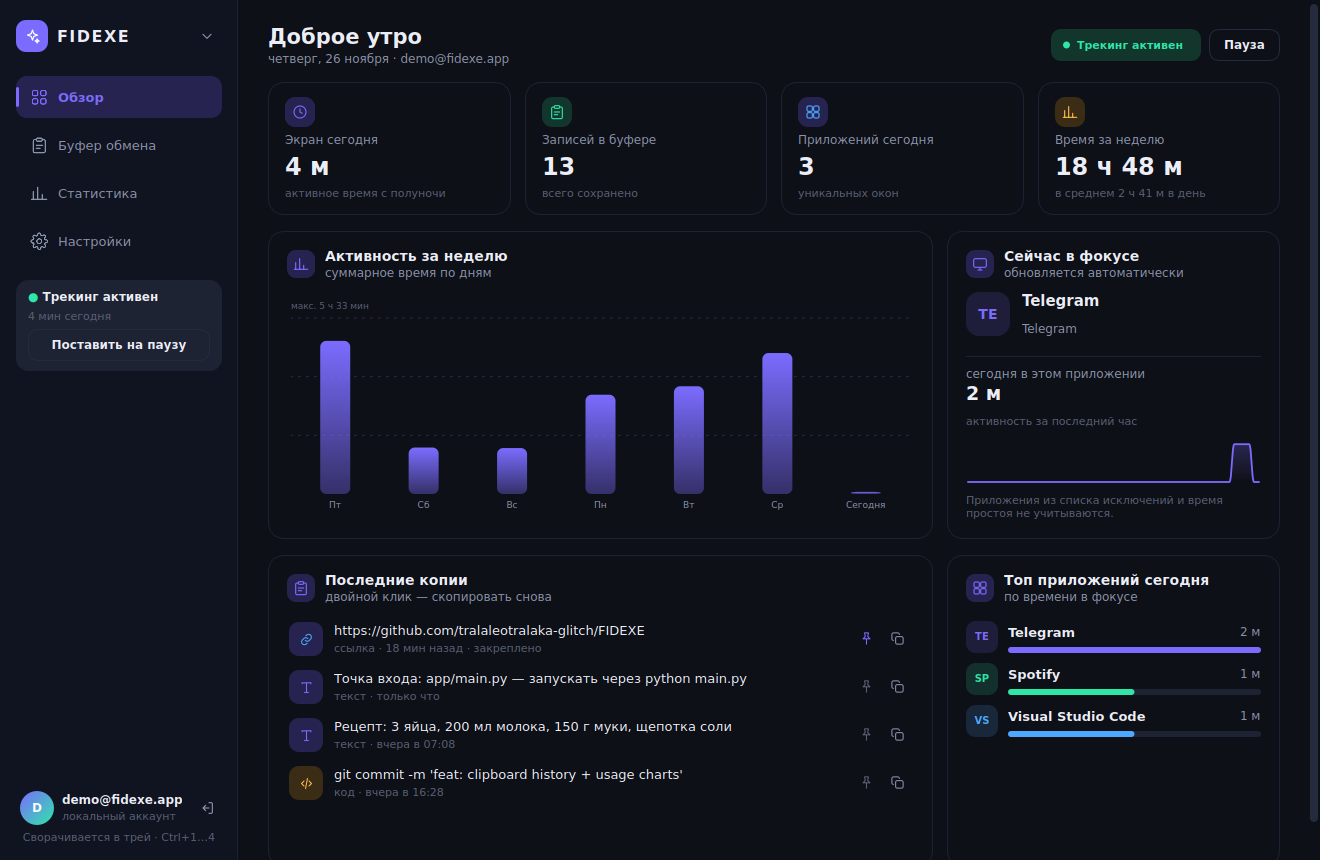 FIDEXE
Обзор
Буфер обмена
Статистика
Настройки
Трекинг активен
4 мин сегодня
Поставить на паузу
D
demo@fidexe.app
локальный аккаунт
Сворачивается в трей · Ctrl+1…4
Доброе утро
четверг, 26 ноября · demo@fidexe.app
Трекинг активен
Пауза
Экран сегодня
4 м
активное время с полуночи
Записей в буфере
13
всего сохранено
Приложений сегодня
3
уникальных окон
Время за неделю
18 ч 48 м
в среднем 2 ч 41 м в день
Активность за неделю
суммарное время по дням
макс. 5 ч 33 мин
Пт Сб Вс Пн Вт Ср Сегодня
Сейчас в фокусе
обновляется автоматически
TE
Telegram
Telegram
сегодня в этом приложении
2 м
активность за последний час
Приложения из списка исключений и время
простоя не учитываются.
Последние копии
двойной клик — скопировать снова
https://github.com/tralaleotralaka-glitch/FIDEXE
ссылка · 18 мин назад · закреплено
Точка входа: app/main.py — запускать через python main.py
текст · только что
Рецепт: 3 яйца, 200 мл молока, 150 г муки, щепотка соли
текст · вчера в 07:08
git commit -m 'feat: clipboard history + usage charts'
код · вчера в 16:28
Топ приложений сегодня
по времени в фокусе
TE
Telegram 2 м
SP
Spotify 1 м
VS
Visual Studio Code 1 м